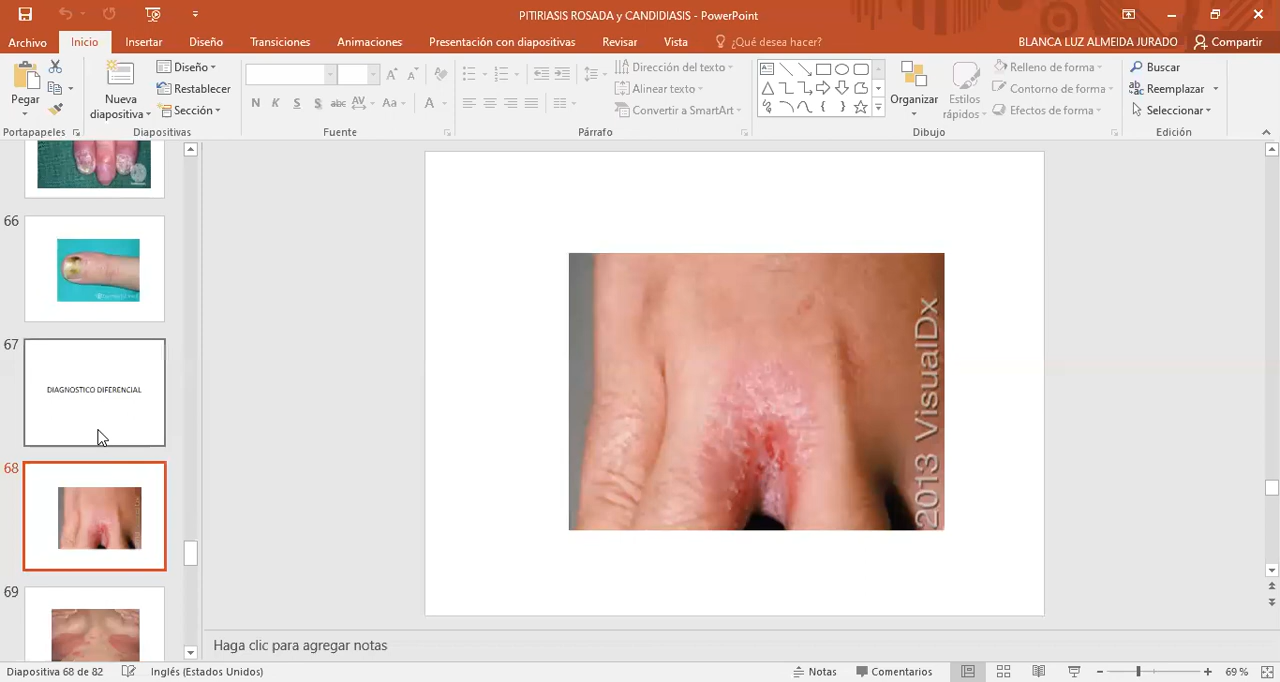 PITIRIASIS ROSADA y CANDIDIASIS - PowerPoint
Archivo Inicio Insertar Diseño Transiciones Animaciones Presentación con diapositivas Revisar Vista ¿Qué desea hacer? BLANCA LUZ ALMEIDA JURADO Compartir
Pegar
Nueva diapositiva
Diseño
Restablecer
Sección
N K S S abc AV Aa A
Dirección del texto
Alinear texto
Convertir a SmartArt
Organizar
Estilos rápidos
Relleno de forma
Contorno de forma
Efectos de forma
Buscar
Reemplazar
Seleccionar
Portapapeles Diapositivas Fuente Párrafo Dibujo Edición
66
67
DIAGNOSTICO DIFERENCIAL
68
69
2013 VisualDx
Haga clic para agregar notas
Diapositiva 68 de 82 Inglés (Estados Unidos) Notas Comentarios 69 %